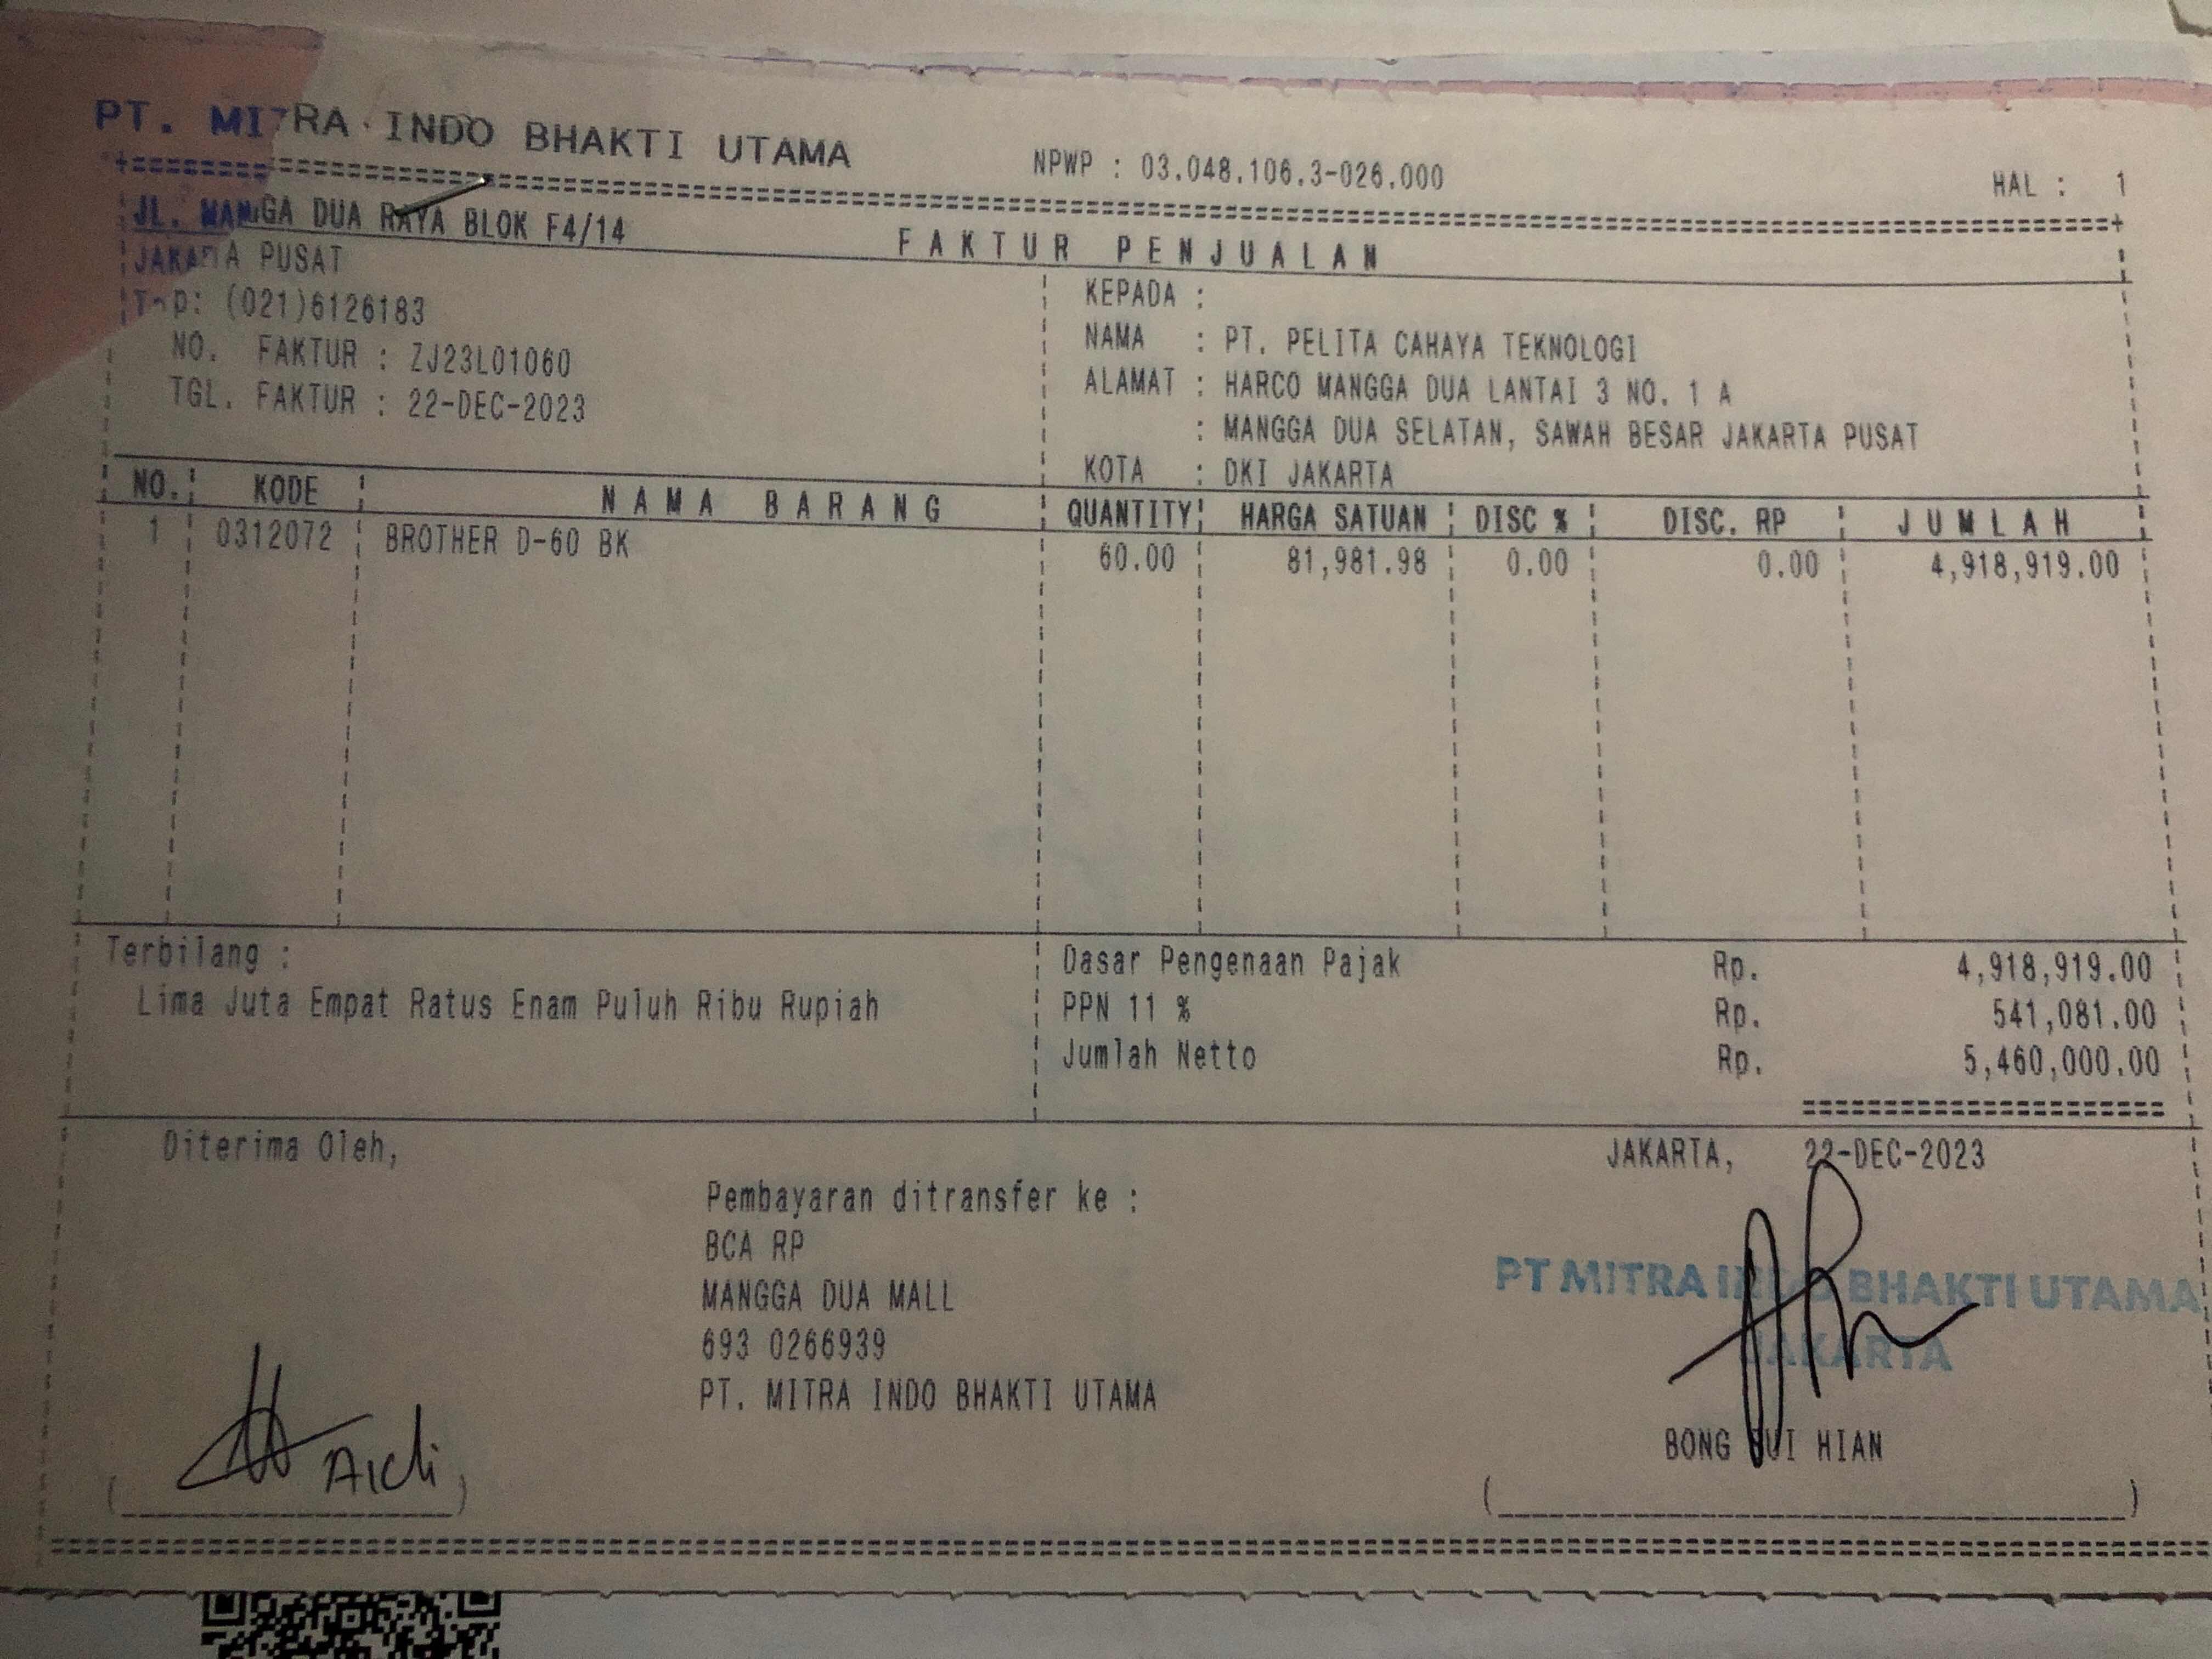 PT. MITRA INDO BHAKTI UTAMA
NPWP : 03.048.106.3-026.000
HAL : 1
JL. MANGGA DUA RAYA BLOK F4/14
JAKARTA PUSAT
(021)6126183
FAKTUR PENJUALAN
NO. FAKTUR : ZJ23L01060
TGL. FAKTUR : 22-DEC-2023
KEPADA :
NAMA : PT. PELITA CAHAYA TEKNOLOGI
ALAMAT : HARCO MANGGA DUA LANTAI 3 NO. 1 A
: MANGGA DUA SELATAN, SAWAH BESAR JAKARTA PUSAT
KOTA : DKI JAKARTA
NO. KODE NAMA BARANG QUANTITY HARGA SATUAN DISC % DISC. RP JUMLAH
1 0312072 BROTHER D-60 BK 60.00 81,981.98 0.00 0.00 4,918,919.00
Terbilang :
Lima Juta Empat Ratus Enam Puluh Ribu Rupiah
Dasar Pengenaan Pajak Rp. 4,918,919.00
PPN 11 % Rp. 541,081.00
Jumlah Netto Rp. 5,460,000.00
Diterima Oleh,
Aidi
Pembayaran ditransfer ke :
BCA RP
MANGGA DUA MALL
693 0266939
PT. MITRA INDO BHAKTI UTAMA
JAKARTA, 22-DEC-2023
PT MITRA INDO BHAKTI UTAMA
JAKARTA
BONG SUI HIAN